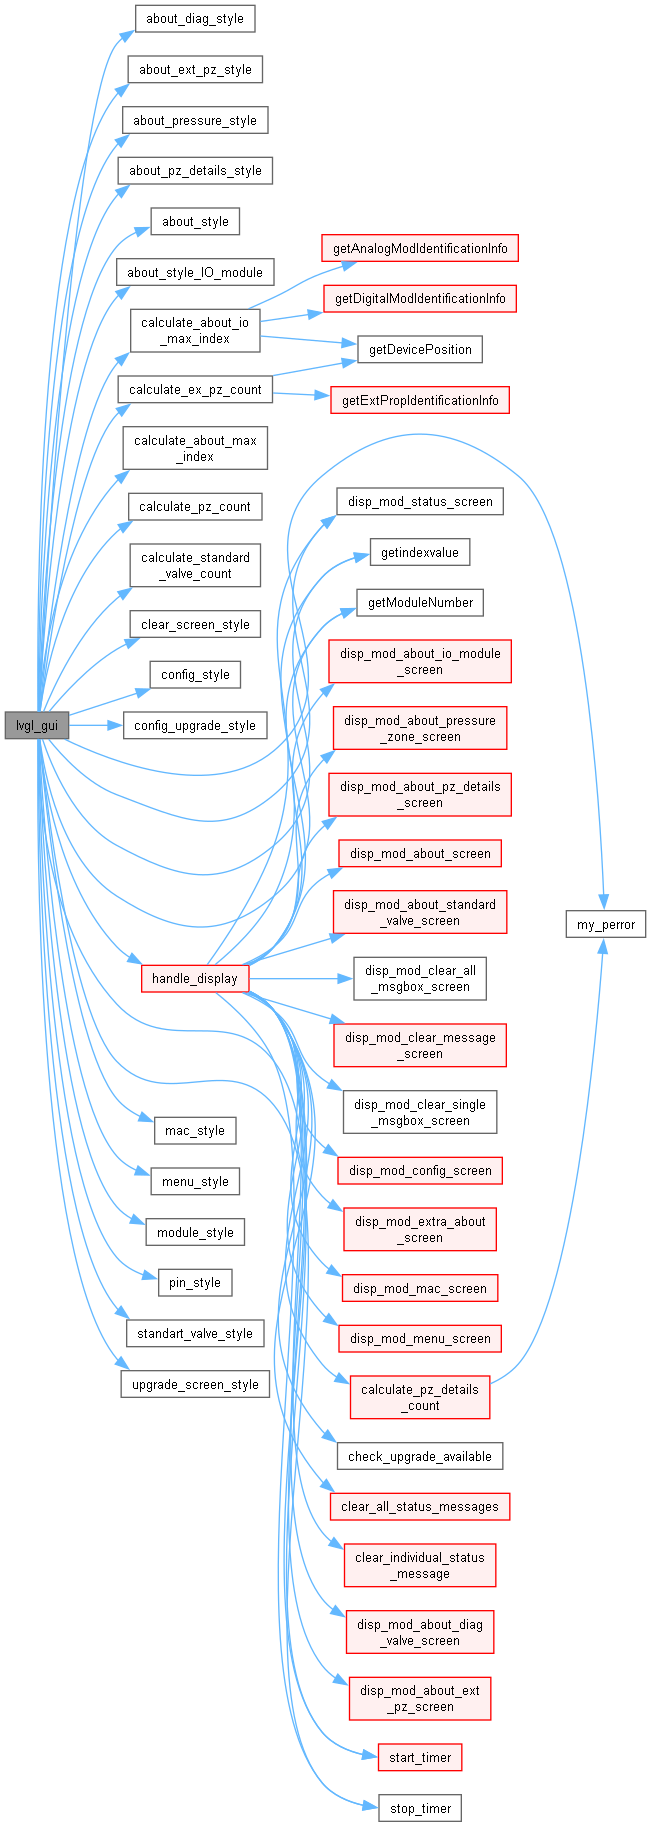 about_diag_style
about_ext_pz_style
about_pressure_style
about_pz_details_style
about_style
about_style_IO_module
calculate_about_io
_max_index
calculate_ex_pz_count
calculate_about_max
_index
calculate_pz_count
calculate_standard
_valve_count
clear_screen_style
config_style
config_upgrade_style
lvgl_gui
handle_display
mac_style
menu_style
module_style
pin_style
standart_valve_style
upgrade_screen_style
getAnalogModIdentificationInfo
getDigitalModIdentificationInfo
getDevicePosition
getExtPropIdentificationInfo
disp_mod_status_screen
getindexvalue
getModuleNumber
disp_mod_about_io_module
_screen
disp_mod_about_pressure
_zone_screen
disp_mod_about_pz_details
_screen
disp_mod_about_screen
disp_mod_about_standard
_valve_screen
disp_mod_clear_all
_msgbox_screen
disp_mod_clear_message
_screen
disp_mod_clear_single
_msgbox_screen
disp_mod_config_screen
disp_mod_extra_about
_screen
disp_mod_mac_screen
disp_mod_menu_screen
calculate_pz_details
_count
check_upgrade_available
clear_all_status_messages
clear_individual_status
_message
disp_mod_about_diag
_valve_screen
disp_mod_about_ext
_pz_screen
start_timer
stop_timer
my_perror